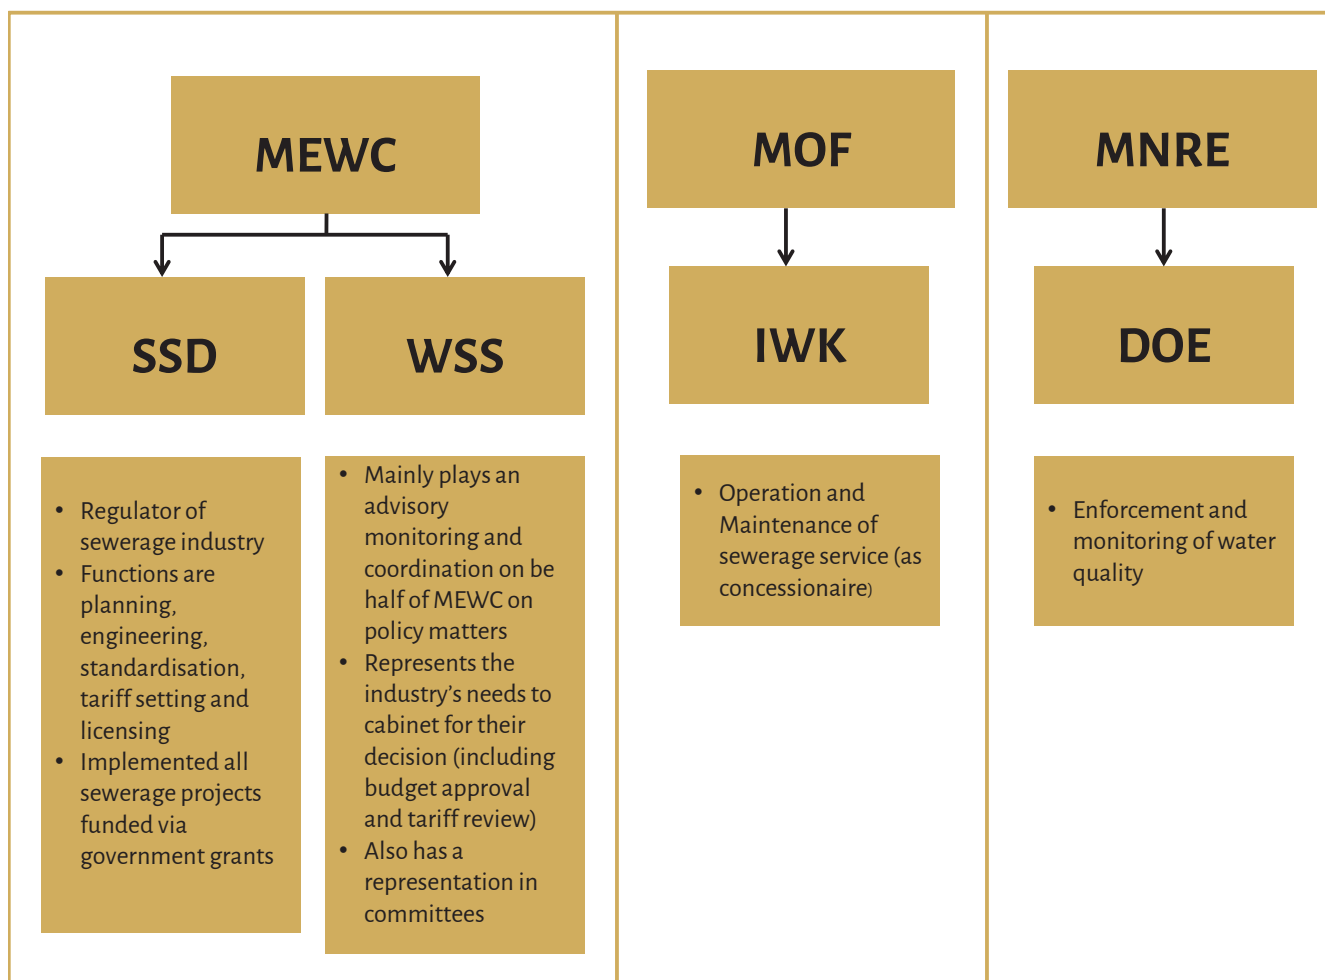 MEWC
MOF
MNRE
SSD
WSS
IWK
DOE
• Regulator of
sewerage industry
• Functions are
planning,
engineering,
standardisation,
tariff setting and
licensing
• Implemented all
sewerage projects
funded via
government grants
• Mainly plays an
advisory
monitoring and
coordination on be
half of MEWC on
policy matters
• Represents the
industry’s needs to
cabinet for their
decision (including
budget approval
and tariff review)
• Also has a
representation in
committees
• Operation and
Maintenance of
sewerage service (as
concessionaire)
• Enforcement and
monitoring of water
quality